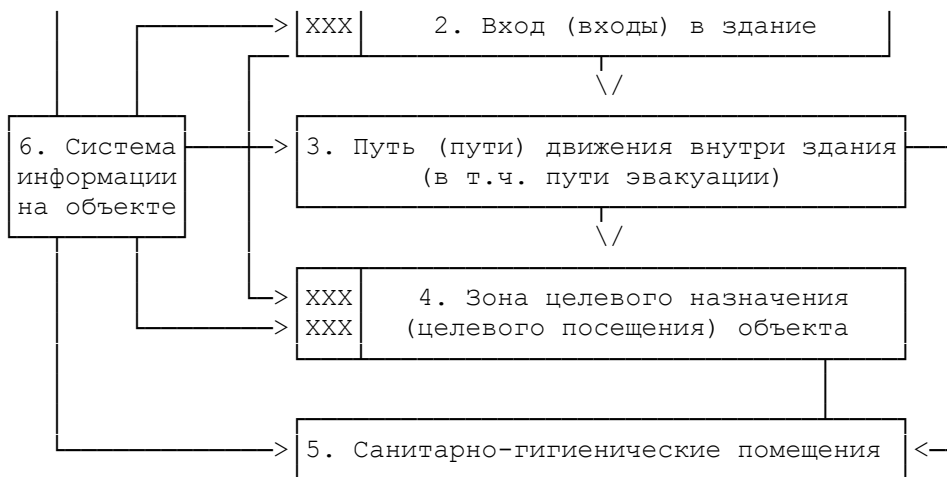 XXX 2. Вход (входы) в здание
\/
6. Система
информации
на объекте
> 3. Путь (пути) движения внутри здания
(в т.ч. пути эвакуации)
\/
> XXX 4. Зона целевого назначения
> XXX (целевого посещения) объекта
> 5. Санитарно-гигиенические помещения <